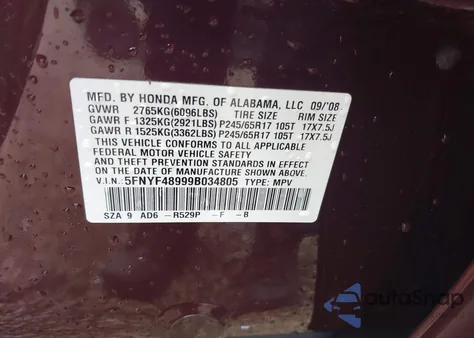 MFD. BY HONDA MFG. OF ALABAMA, LLC 09/'08
GVWR 2765KG(6096LBS) TIRE SIZE RIM SIZE
GAWR F 1325KG(2921LBS) P245/65R17 105T 17X7.5J
GAWR R 1525KG(3362LBS) P245/65R17 105T 17X7.5J
THIS VEHICLE CONFORMS TO ALL APPLICABLE
FEDERAL MOTOR VEHICLE SAFETY
AND THEFT PREVENTION STANDARDS IN EFFECT
ON THE DATE OF MANUFACTURE SHOWN ABOVE.
V.I.N.: 5FNYF48999B034805 TYPE: MPV
SZA 9 AD6 -R529P -F -B
autoSnap